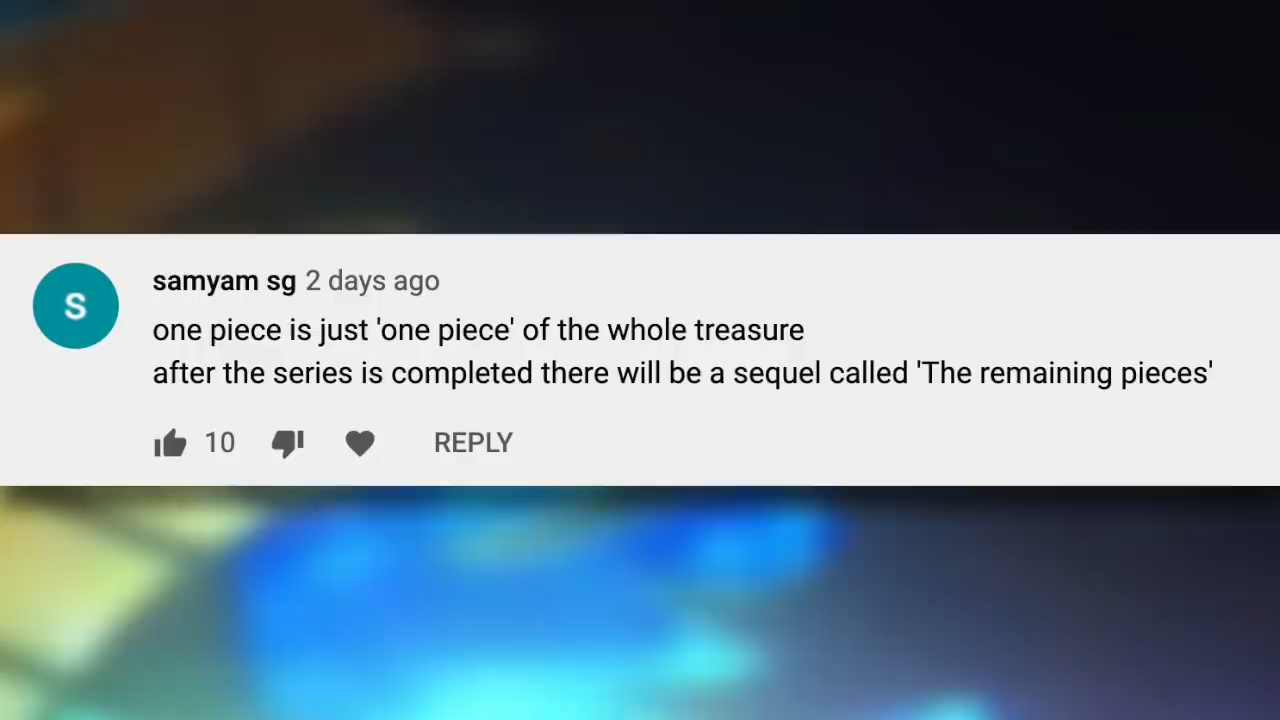 S
samyam sg 2 days ago
one piece is just 'one piece' of the whole treasure
after the series is completed there will be a sequel called 'The remaining pieces'
10 REPLY